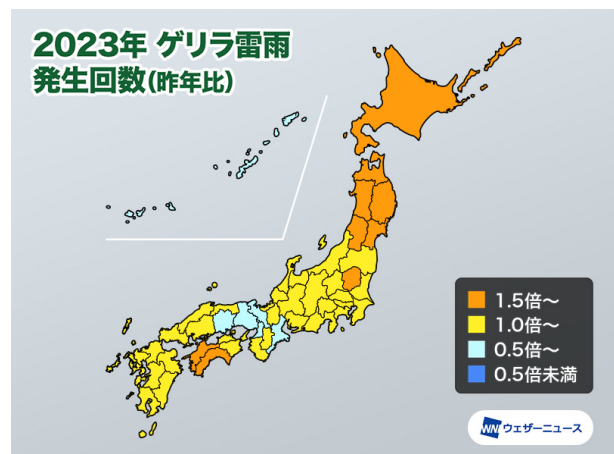 2023年 ゲリラ雷雨
発生回数（昨年比）
1.5倍～
1.0倍～
0.5倍～
0.5倍未満
WN ウェザーニュース